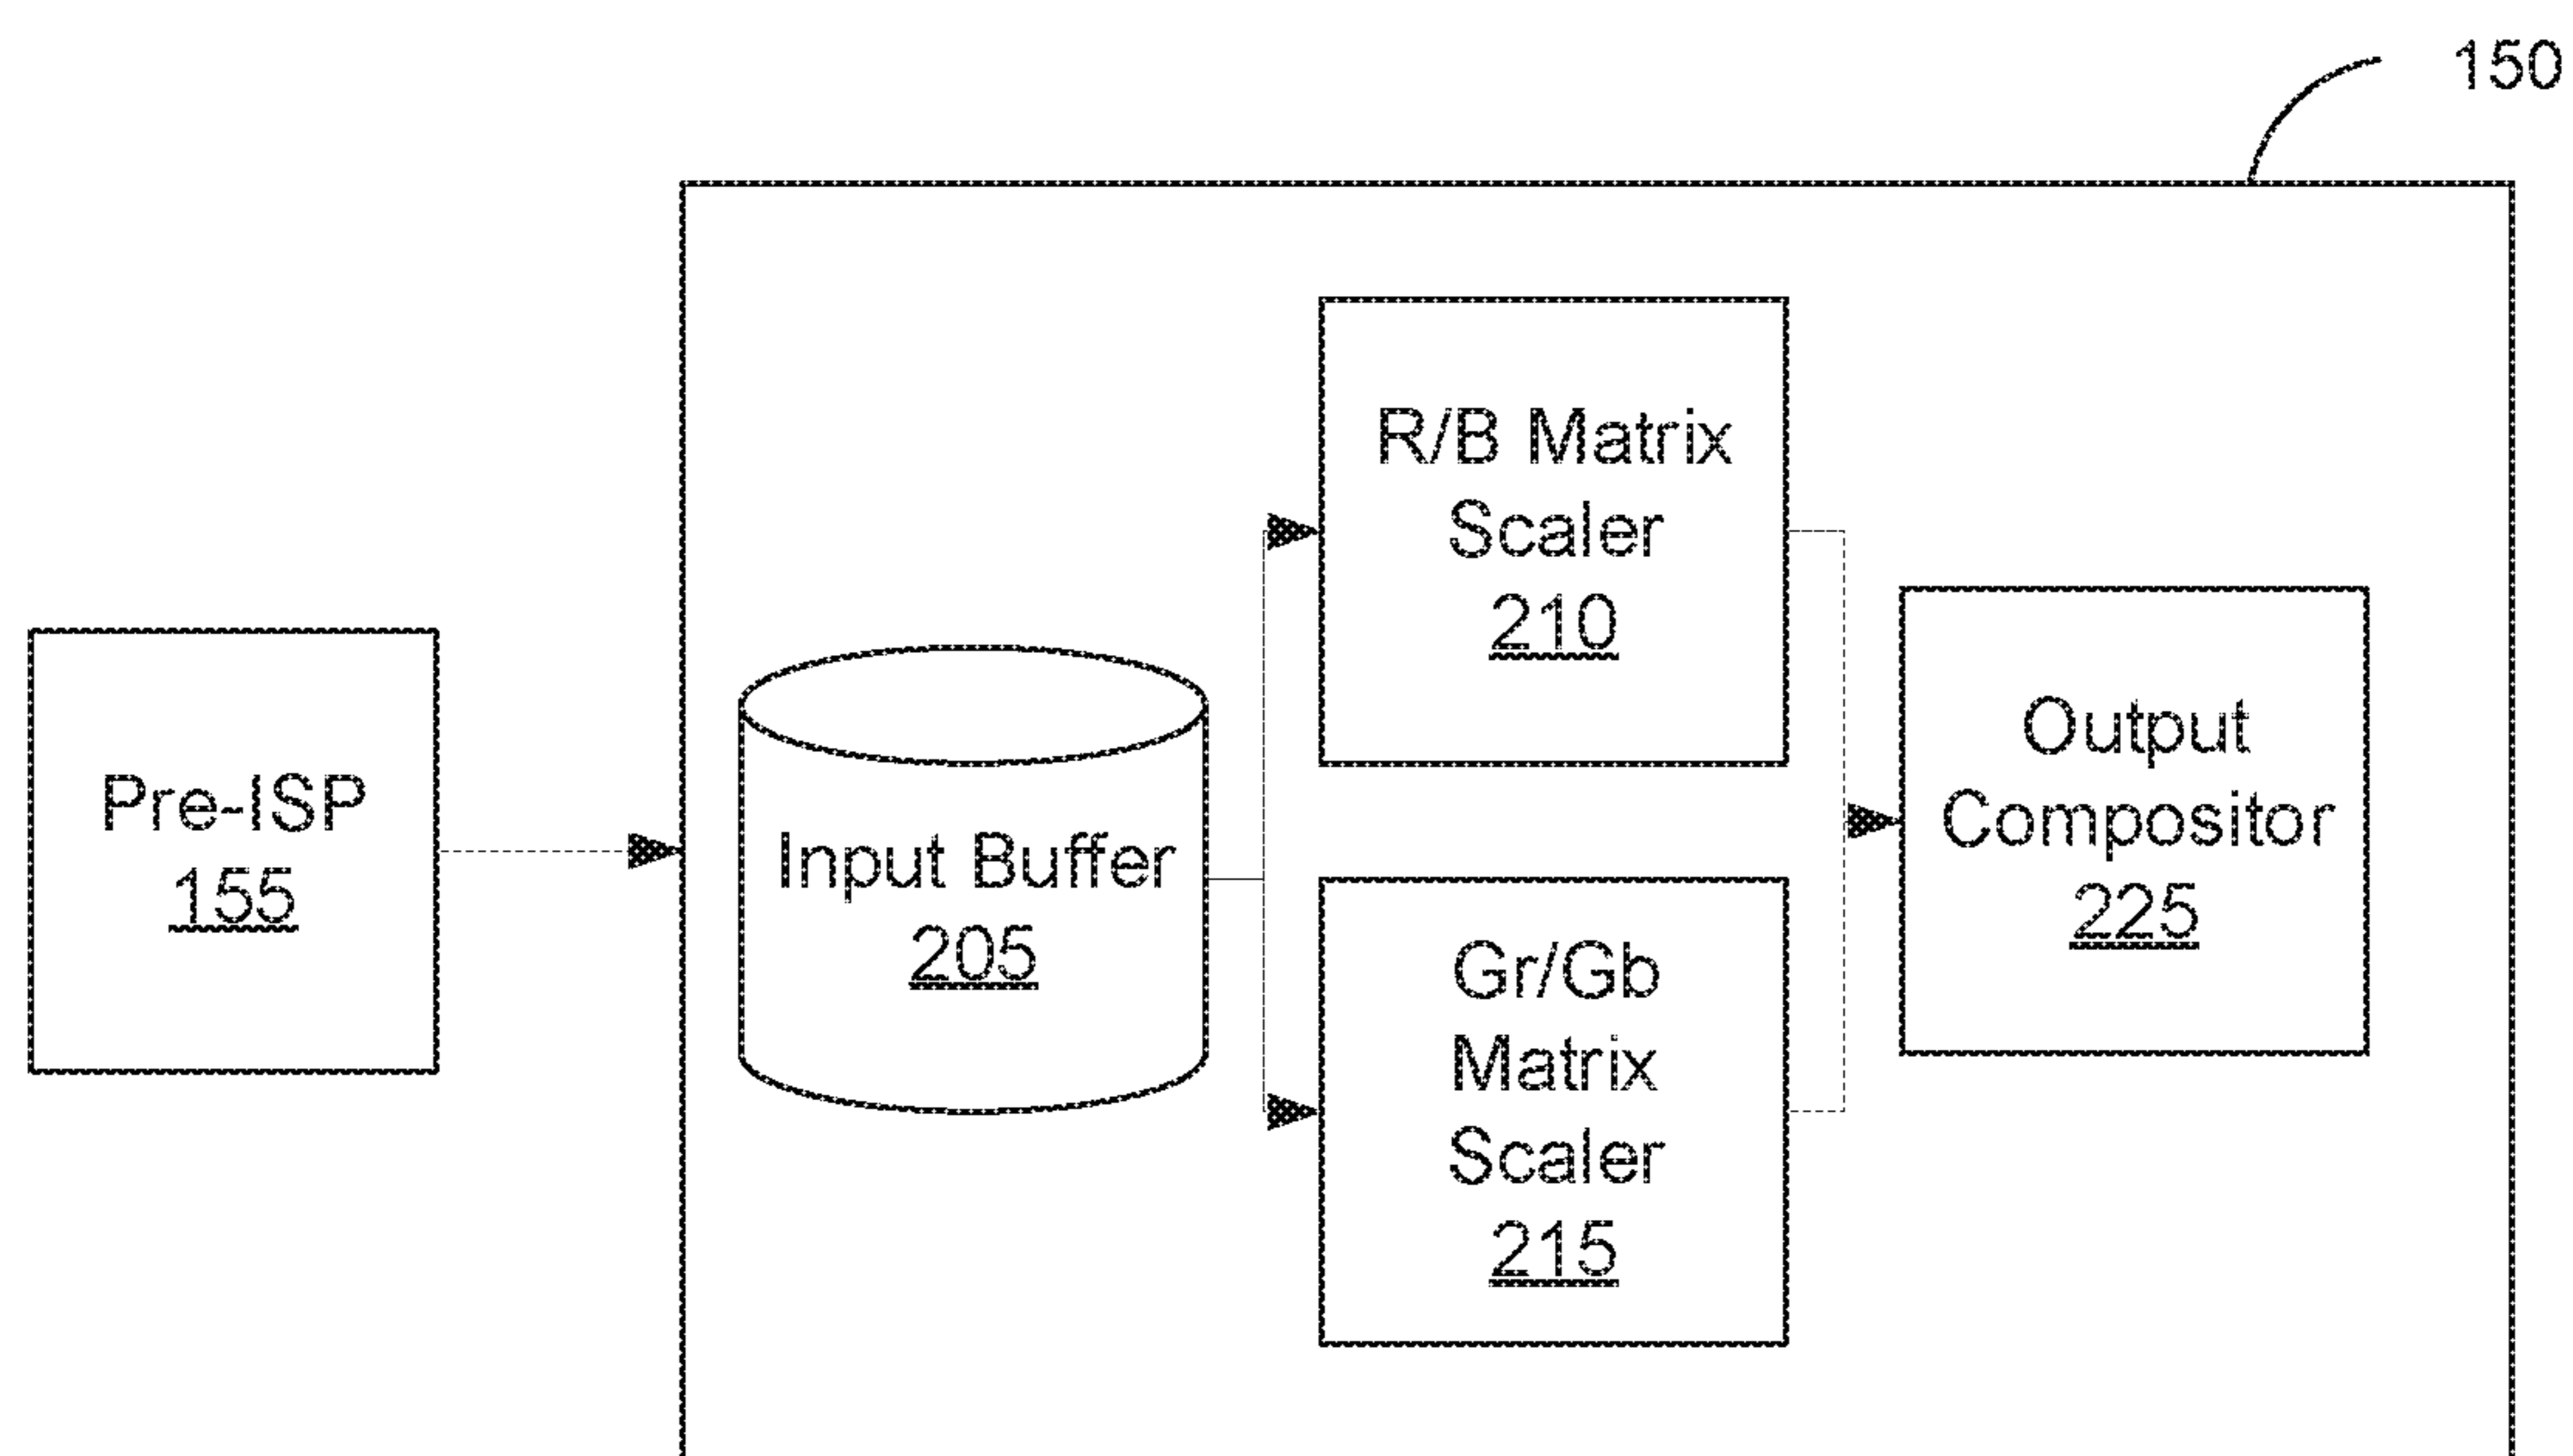 150
Pre-ISP
155
Input Buffer
205
R/B Matrix
Scaler
210
Gr/Gb
Matrix
Scaler
215
Output
Compositor
225